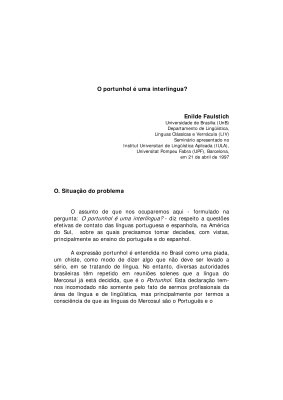 O portunhol é uma interlíngua?
Enilde Faulstich
Universidade de Brasília (UnB)
Departamento de Lingüística,
Línguas Clássicas e Vernácula (LIV)
Seminário apresentado no
Institut Universitari de Lingüística Aplicada (IULA),
Universitat Pompeu Fabra (UPF), Barcelona,
em 21 de abril de 1997
O. Situação do problema
O assunto de que nos ocuparemos aqui - formulado na
pergunta: O portunhol é uma interlíngua? - diz respeito a questões
efetivas de contato das línguas portuguesa e espanhola, na América
do Sul, sobre as quais precisamos tomar decisões, com vistas,
principalmente ao ensino do português e do espanhol.
A expressão portunhol é entendida no Brasil como uma piada,
um chiste, como modo de dizer algo que não deve ser levado a
sério, em se tratando de língua. No entanto, diversas autoridades
brasileiras têm repetido em reuniões solenes que a língua do
Mercosul já está decidida, que é o Portunhol. Esta declaração tem-
nos incomodado não somente pelo fato de sermos profissionais da
área de língua e de lingüística, mas principalmente por termos a
consciência de que as línguas do Mercosul são o Português e o